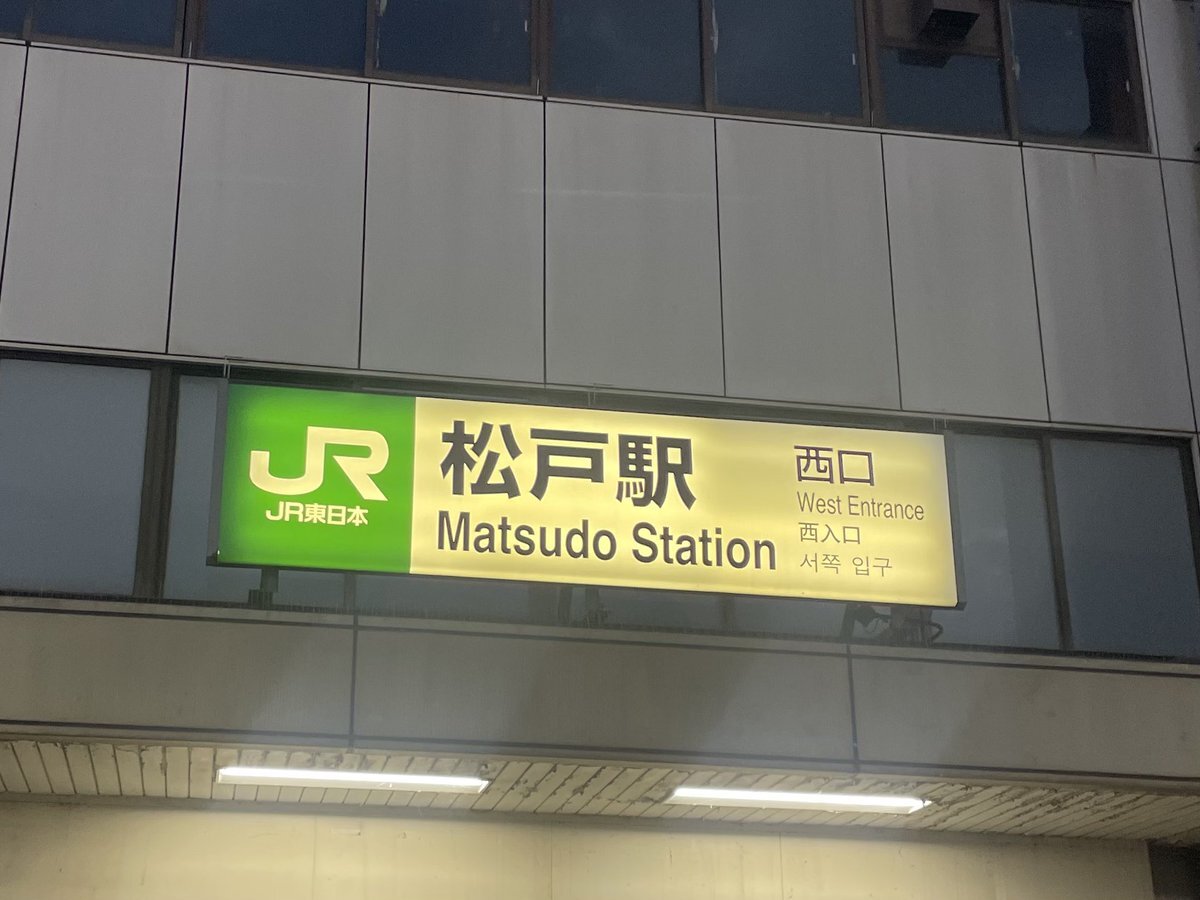 JR
JR東日本
松戸駅
Matsudo Station
西口
West Entrance
西入口
서쪽 입구